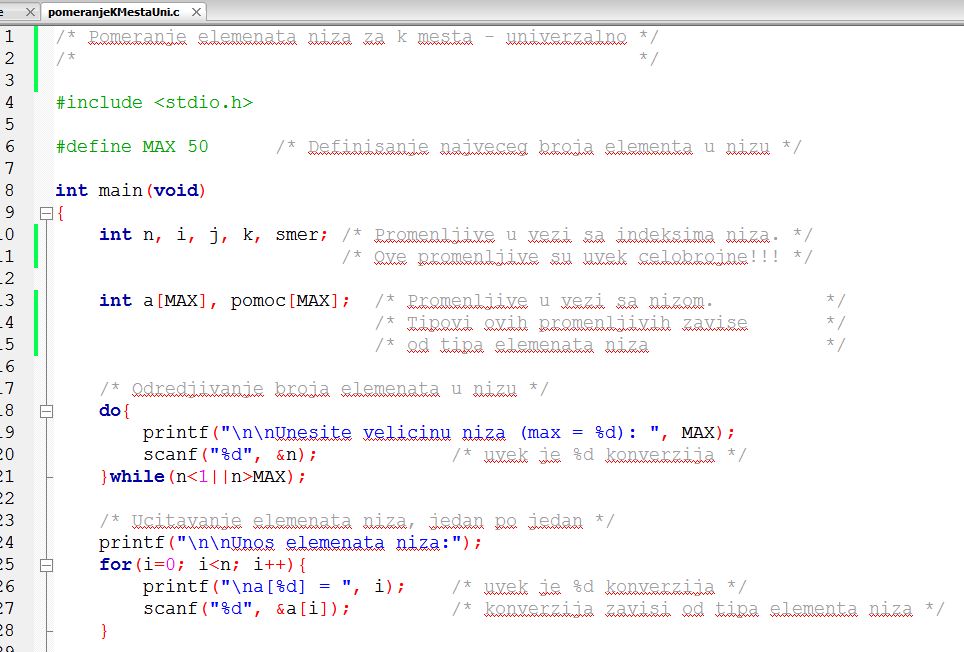 e pomeranjeKMestaUni.c
1 /* Pomeranje elemenata niza za k mesta - univerzalno */
2 /* */
3
4 #include <stdio.h>
5
6 #define MAX 50 /* Definisanje najveceg broja elementa u nizu */
7
8 int main(void)
9 {
10 int n, i, j, k, smer; /* Promenljive u vezi sa indeksima niza. */
11 /* Ove promenljive su uvek celobrojne!!! */
12
13 int a[MAX], pomoc[MAX]; /* Promenljive u vezi sa nizom. */
14 /* Tipovi ovih promenljivih zavise */
15 /* od tipa elemenata niza */
16
17 /* Odredjivanje broja elemenata u nizu */
18 do{
19 printf("\n\nUnesite velicinu niza (max = %d): ", MAX);
20 scanf("%d", &n); /* uvek je %d konverzija */
21 }while(n<1||n>MAX);
22
23 /* Ucitavanje elemenata niza, jedan po jedan */
24 printf("\n\nUnos elemenata niza:");
25 for(i=0; i<n; i++){
26 printf("\na[%d] = ", i); /* uvek je %d konverzija */
27 scanf("%d", &a[i]); /* konverzija zavisi od tipa elementa niza */
28 }
29